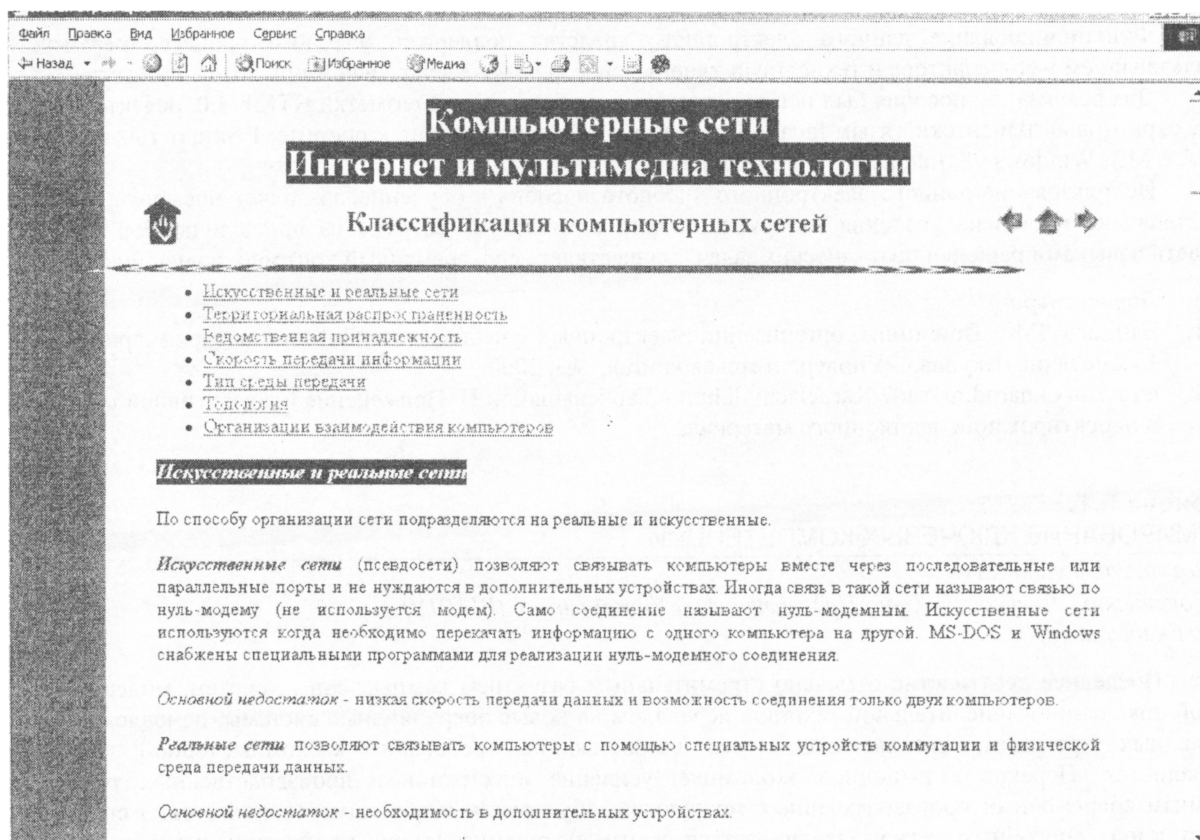 Файл Правка Вид Избранное Сервис Справка
Назад Поиск Избранное Медиа
Компьютерные сети
Интернет и мультимедиа технологии
Классификация компьютерных сетей
Искусственные и реальные сети
Территориальная распространенность
Ведомственная принадлежность
Скорость передачи информации
Тип среды передачи
Топология
Организации взаимодействия компьютеров
Искусственные и реальные сети
По способу организации сети подразделяются на реальные и искусственные.
Искусственные сети (псевдосети) позволяют связывать компьютеры вместе через последовательные или
параллельные порты и не нуждаются в дополнительных устройствах. Иногда связь в такой сети называют связью по
нуль-модему (не используется модем). Само соединение называют нуль-модемным. Искусственные сети
используются когда необходимо перекачать информацию с одного компьютера на другой. MS-DOS и Windows
снабжены специальными программами для реализации нуль-модемного соединения.
Основной недостаток - низкая скорость передачи данных и возможность соединения только двух компьютеров.
Реальные сети позволяют связывать компьютеры с помощью специальных устройств коммутации и физической
среда передачи данных.
Основной недостаток - необходимость в дополнительных устройствах.